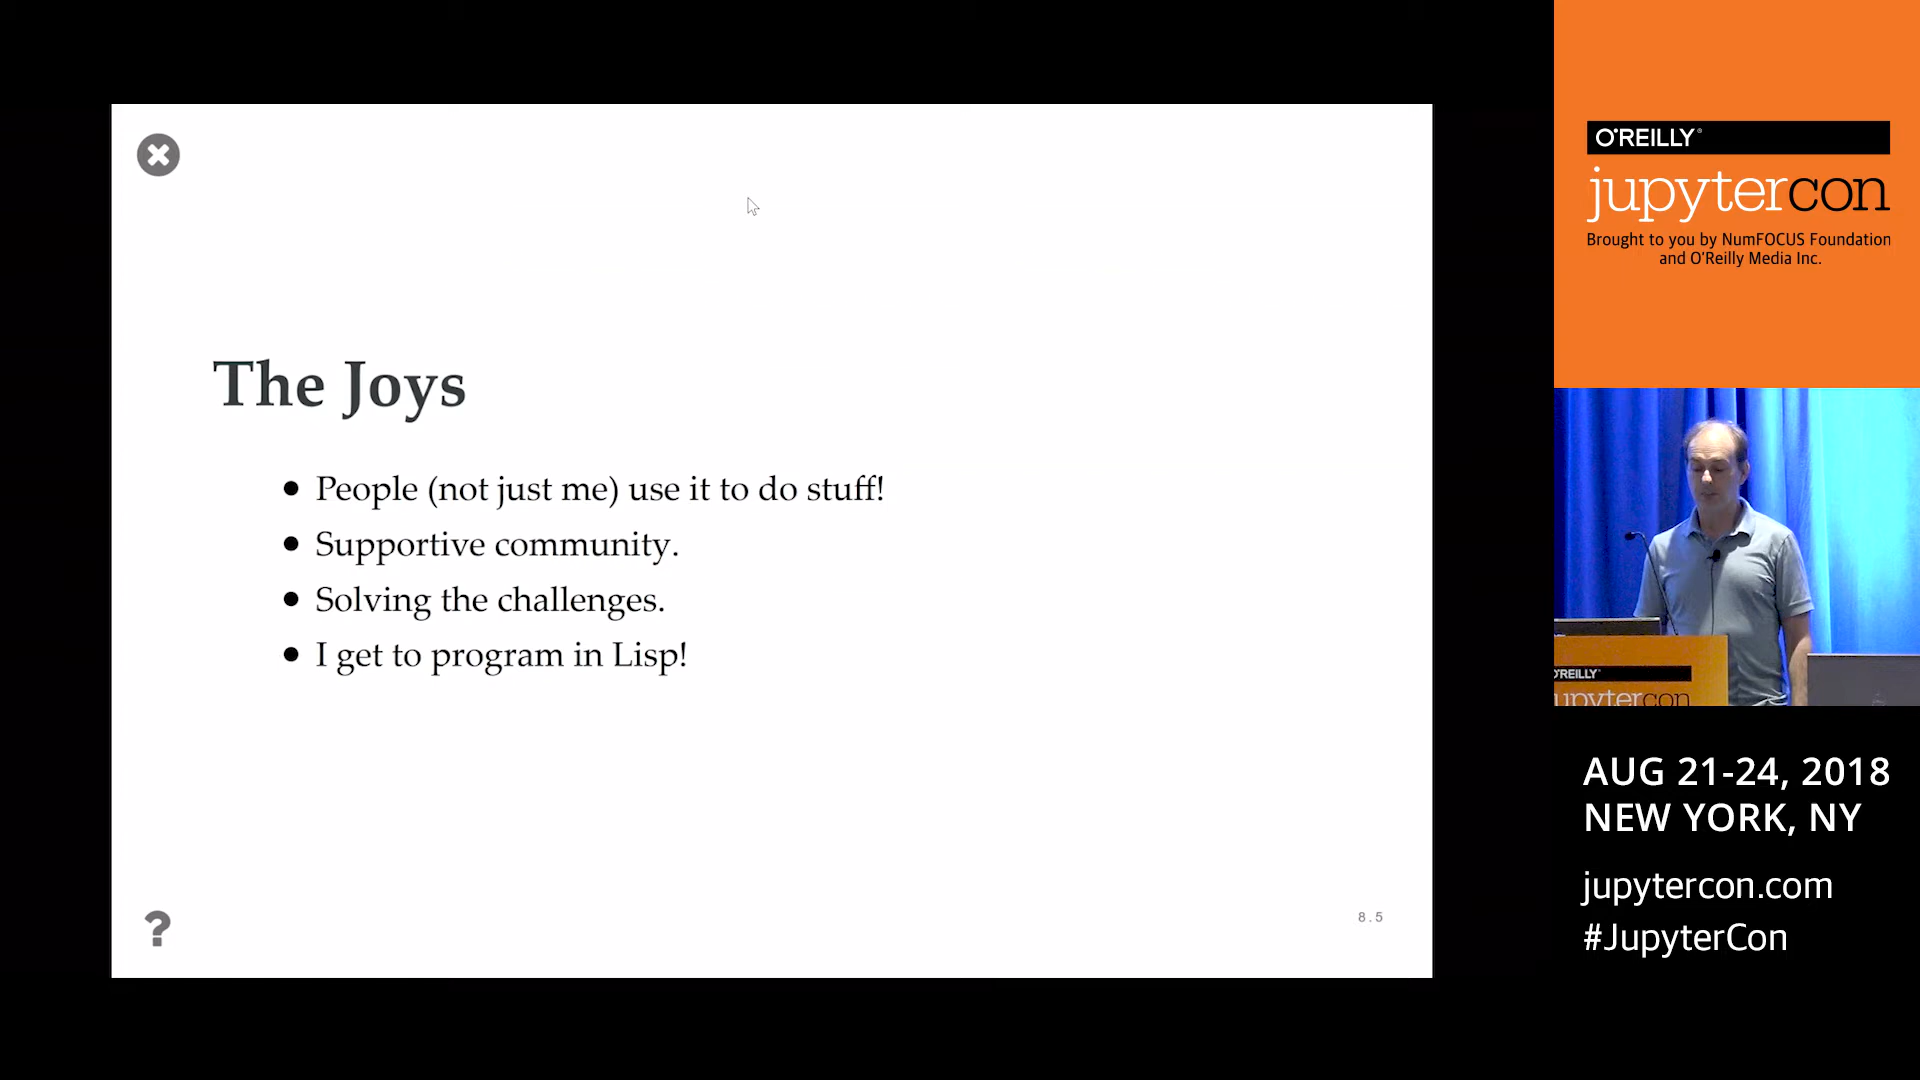 The Joys
• People (not just me) use it to do stuff!
• Supportive community.
• Solving the challenges.
• I get to program in Lisp!
?
8.5
O'REILLY®
jupytercon
Brought to you by NumFOCUS Foundation
and O'Reilly Media Inc.
O'REILLY®
jupytercon
AUG 21-24, 2018
NEW YORK, NY
jupytercon.com
#JupyterCon